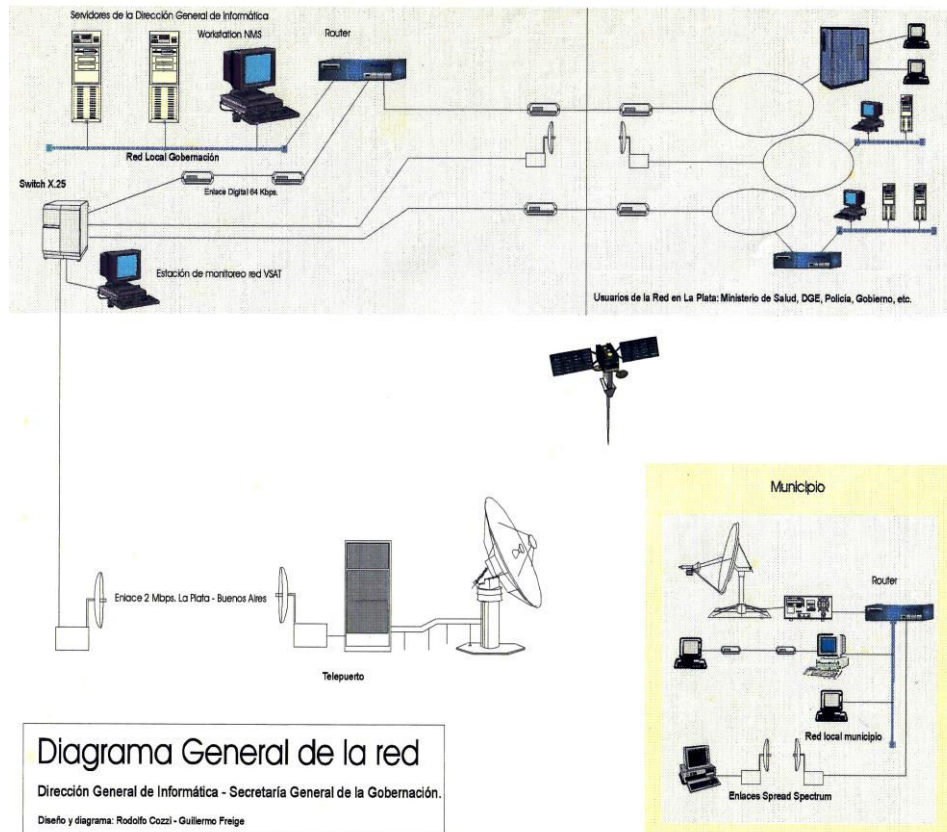 Servidores de la Dirección General de Informática
Workstation NMS
Router
Red Local Gobernación
Switch X.25
Enlace Digital 64 Kbps.
Estación de monitoreo red VSAT
Usuarios de la Red en La Plata: Ministerio de Salud, DGE, Policía, Gobierno, etc.
Municipio
Router
Enlace 2 Mbps. La Plata - Buenos Aires
Telepuerto
Red local municipio
Enlaces Spread Spectrum
Diagrama General de la red
Dirección General de Informática - Secretaría General de la Gobernación.
Diseño y diagrama: Rodolfo Cozzi - Guillermo Freige